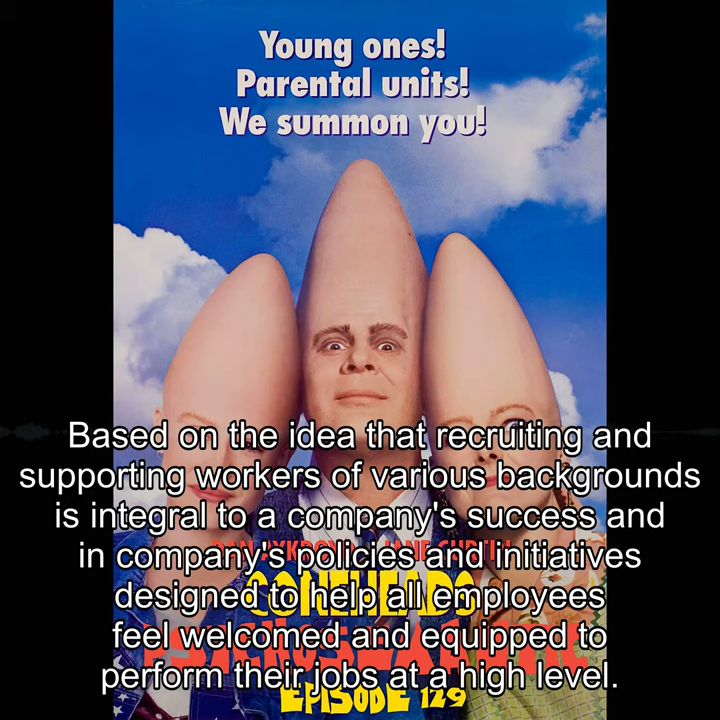 Young ones!
Parental units!
We summon you!
Based on the idea that recruiting and
supporting workers of various backgrounds
is integral to a company's success and
in company's policies and initiatives
designed to help all employees
feel welcomed and equipped to
perform their jobs at a high level.
CONEHEADS
EPISODE 129